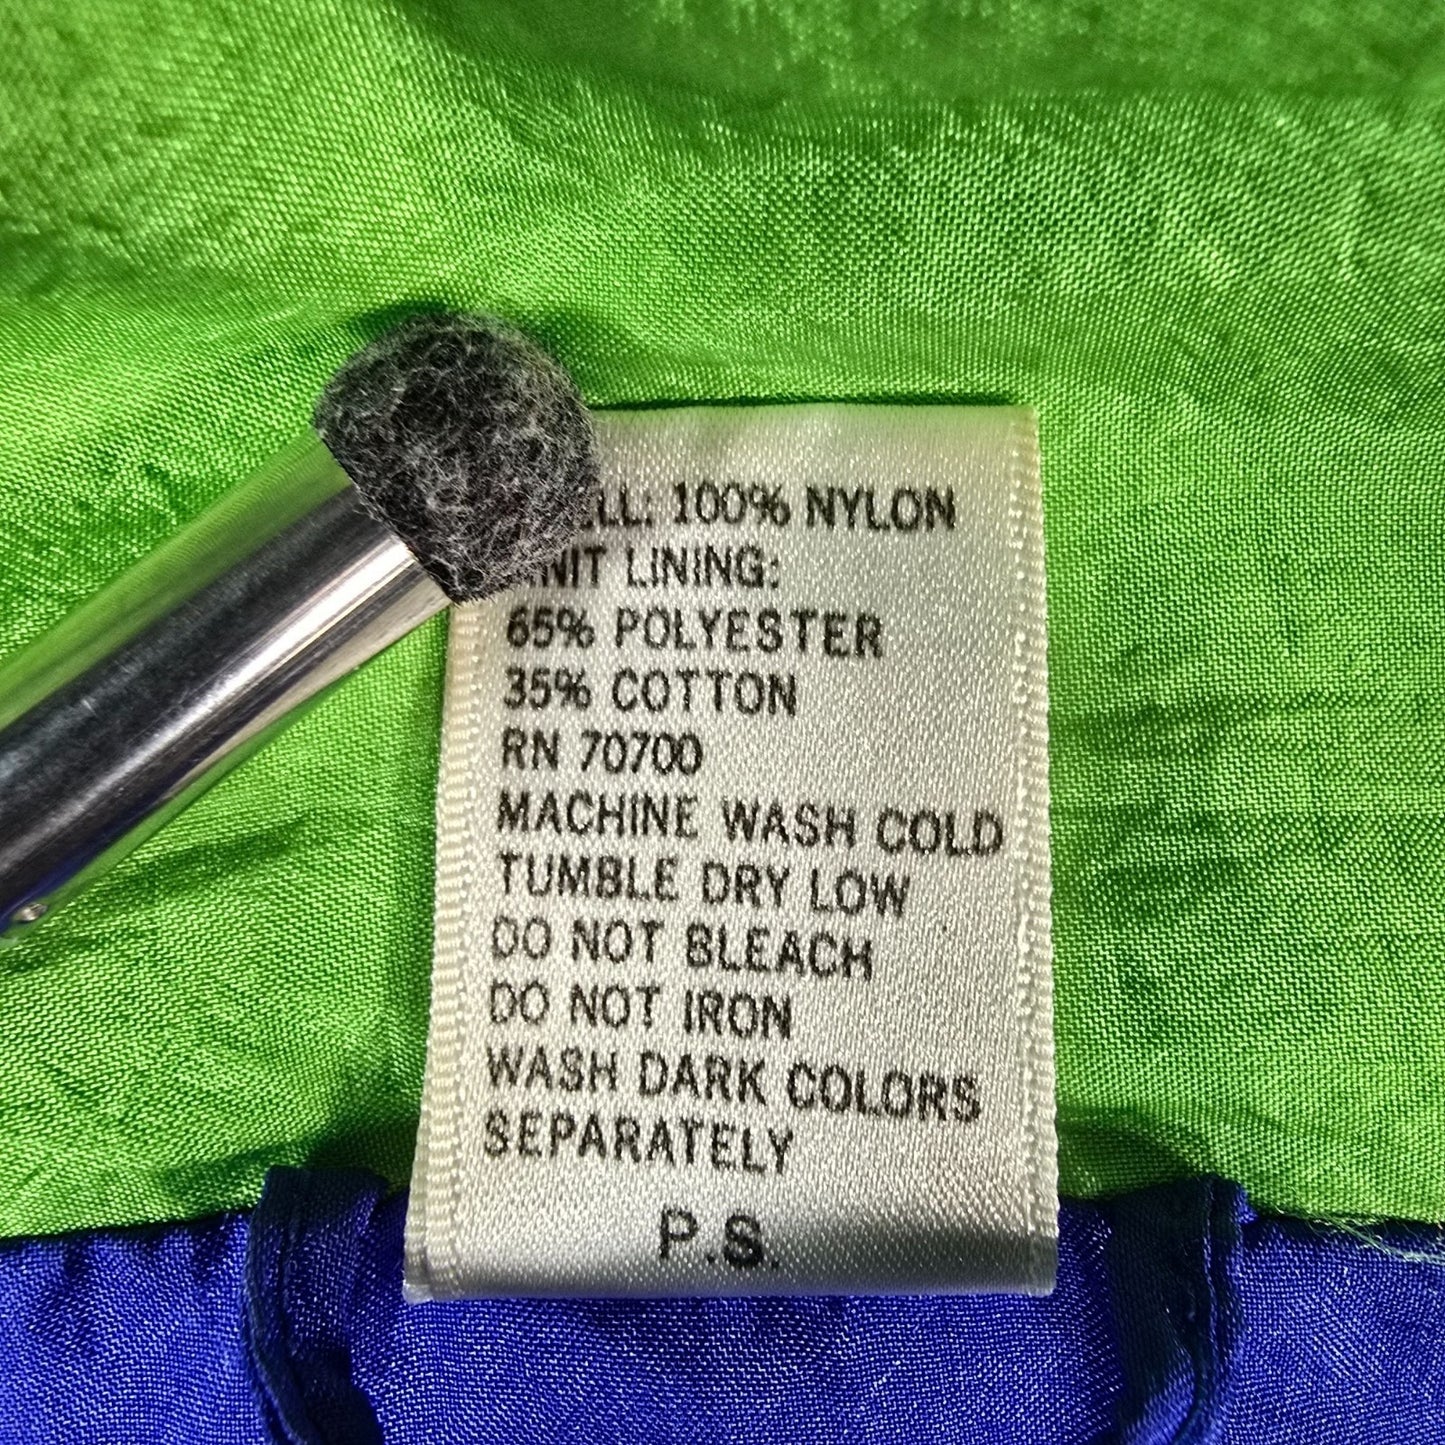 ELL: 100% NYLON
KNIT LINING:
65% POLYESTER
35% COTTON
RN 70700
MACHINE WASH COLD
TUMBLE DRY LOW
DO NOT BLEACH
DO NOT IRON
WASH DARK COLORS
SEPARATELY
P.S.